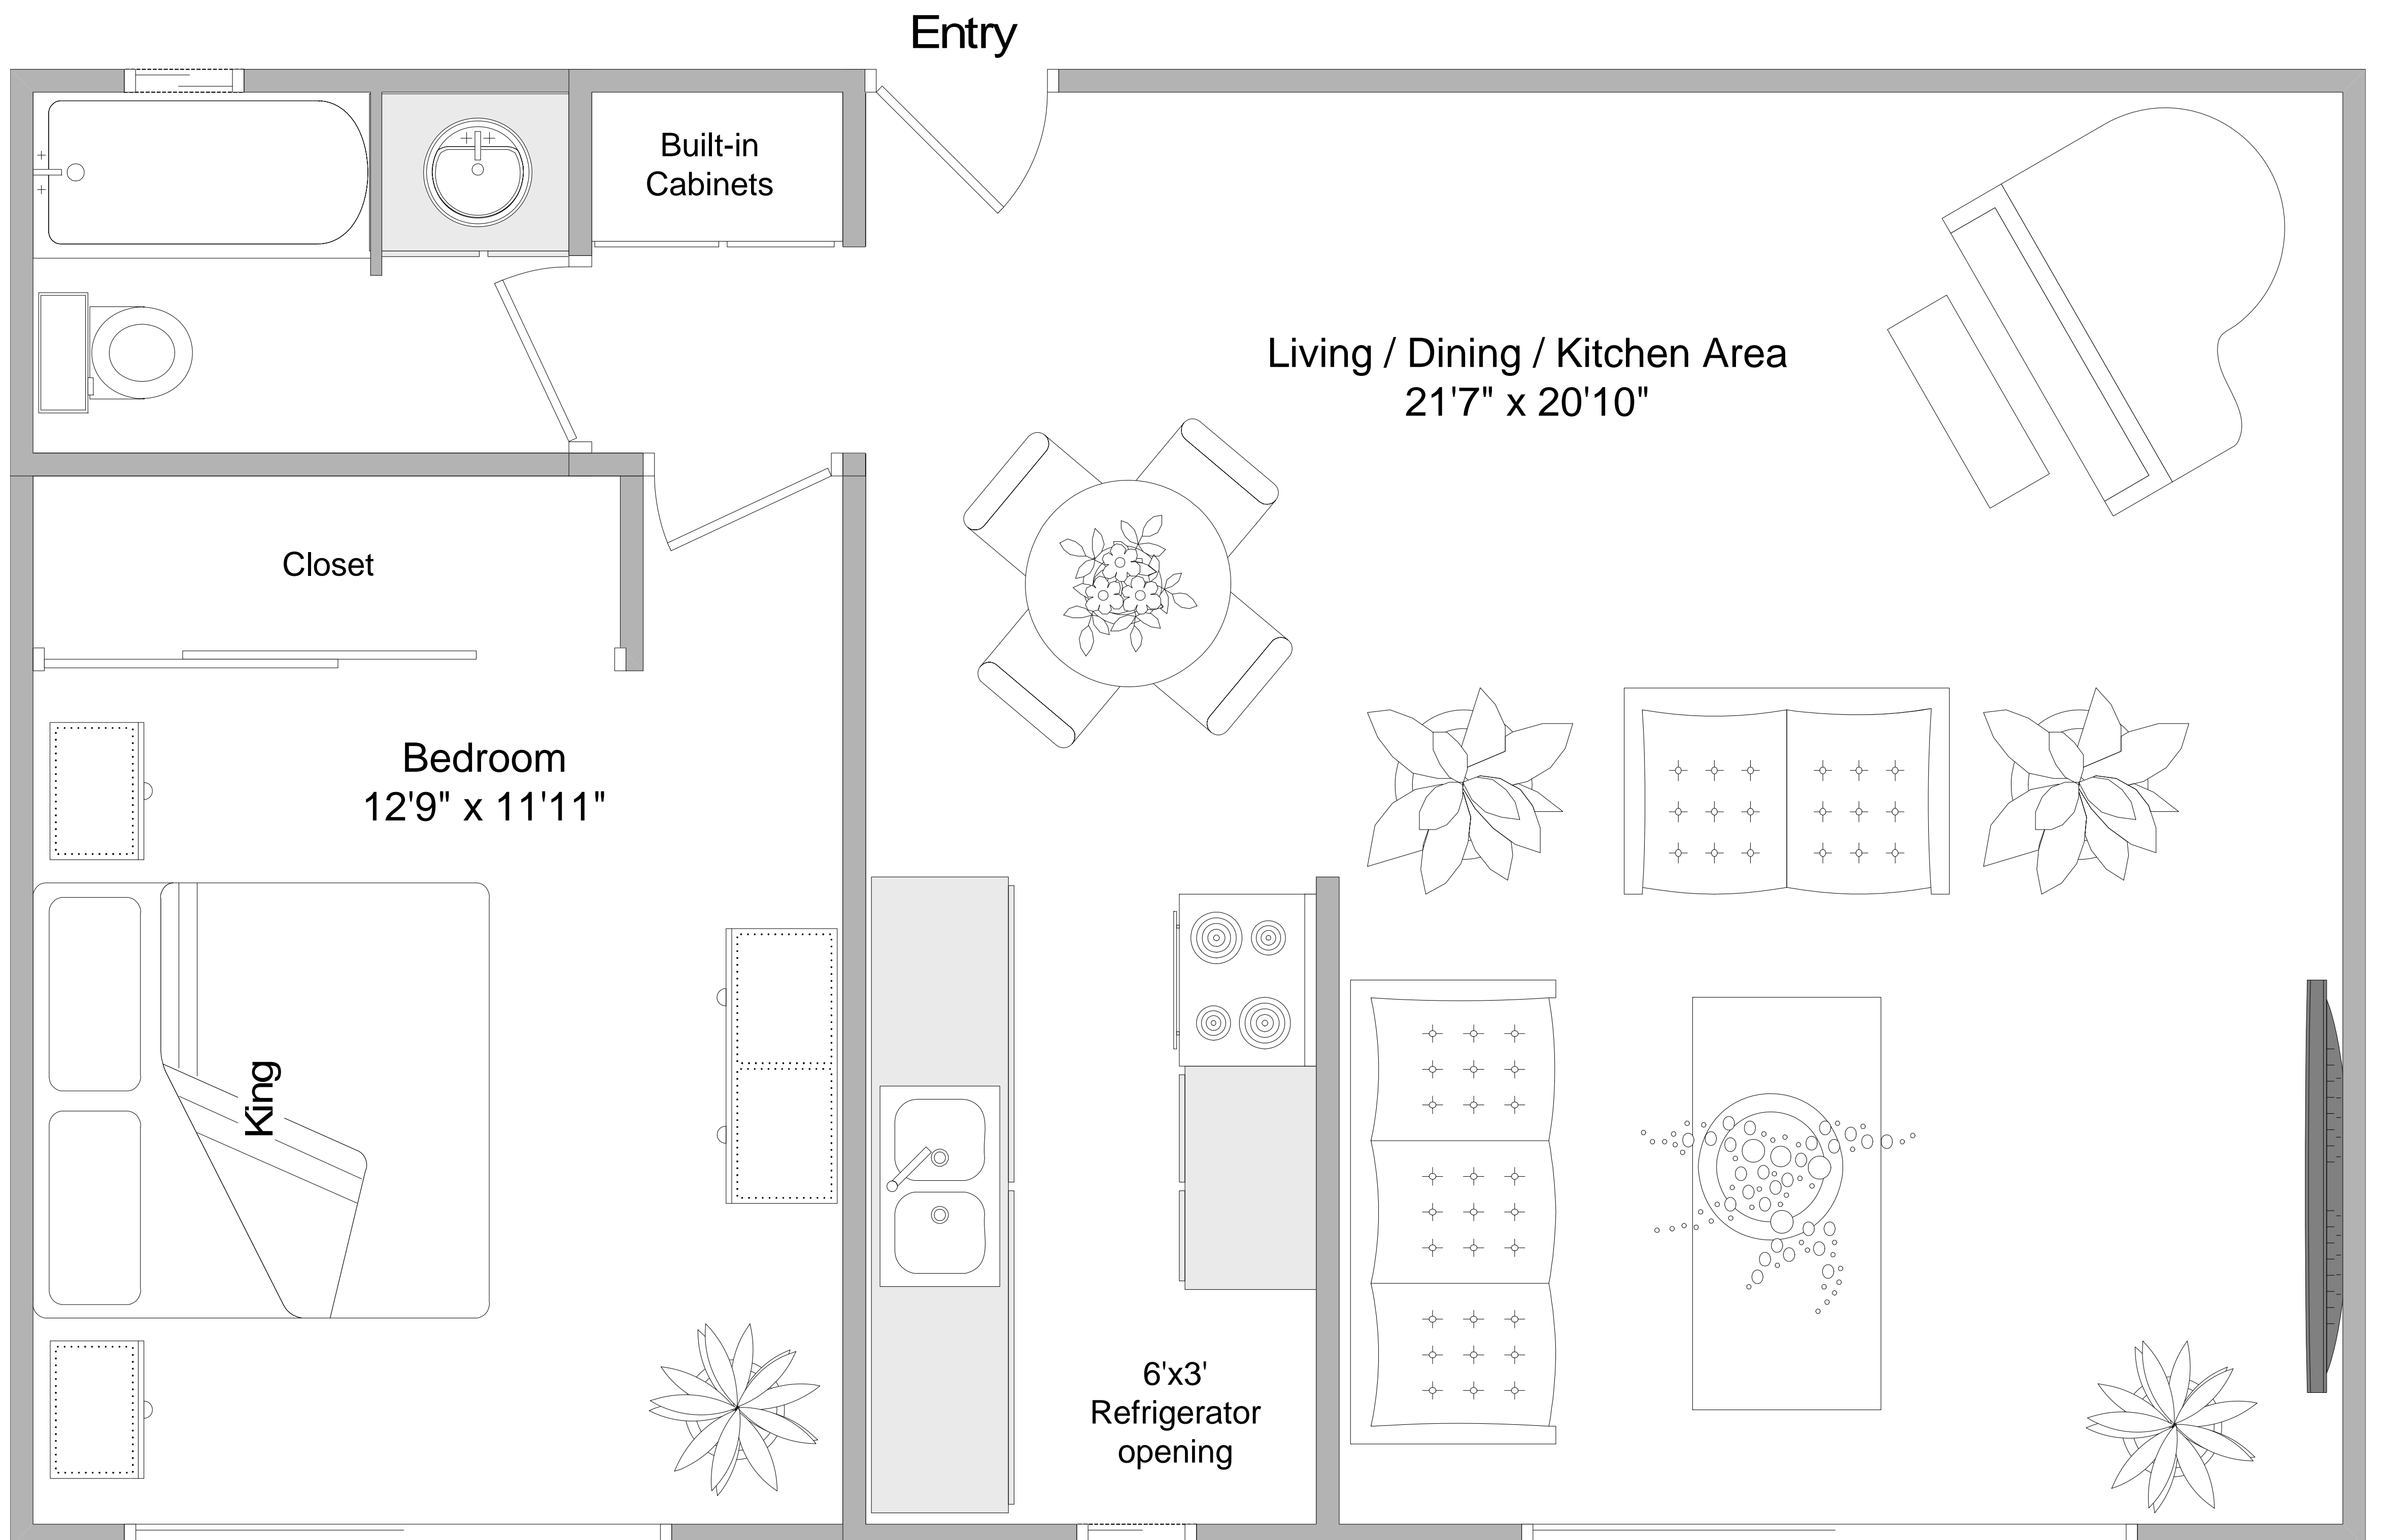 Entry
Built-in
Cabinets
Living / Dining / Kitchen Area
21'7" x 20'10"
Closet
Bedroom
12'9" x 11'11"
King
6'x3'
Refrigerator
opening